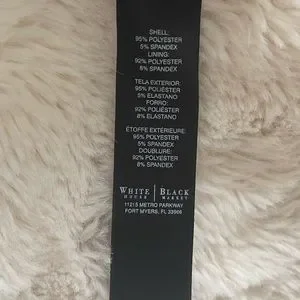 SHELL:
95% POLYESTER
5% SPANDEX
LINING:
92% POLYESTER
8% SPANDEX
TELA EXTERIOR:
95% POLIÉSTER
5% ELASTANO
FORRO:
92% POLIÉSTER
8% ELASTANO
ÉTOFFE EXTÉRIEURE:
95% POLYESTER
5% SPANDEX
DOUBLURE:
92% POLYESTER
8% SPANDEX
WHITE | BLACK
HOUSE | MARKET
11215 METRO PARKWAY
FORT MYERS, FL 33966